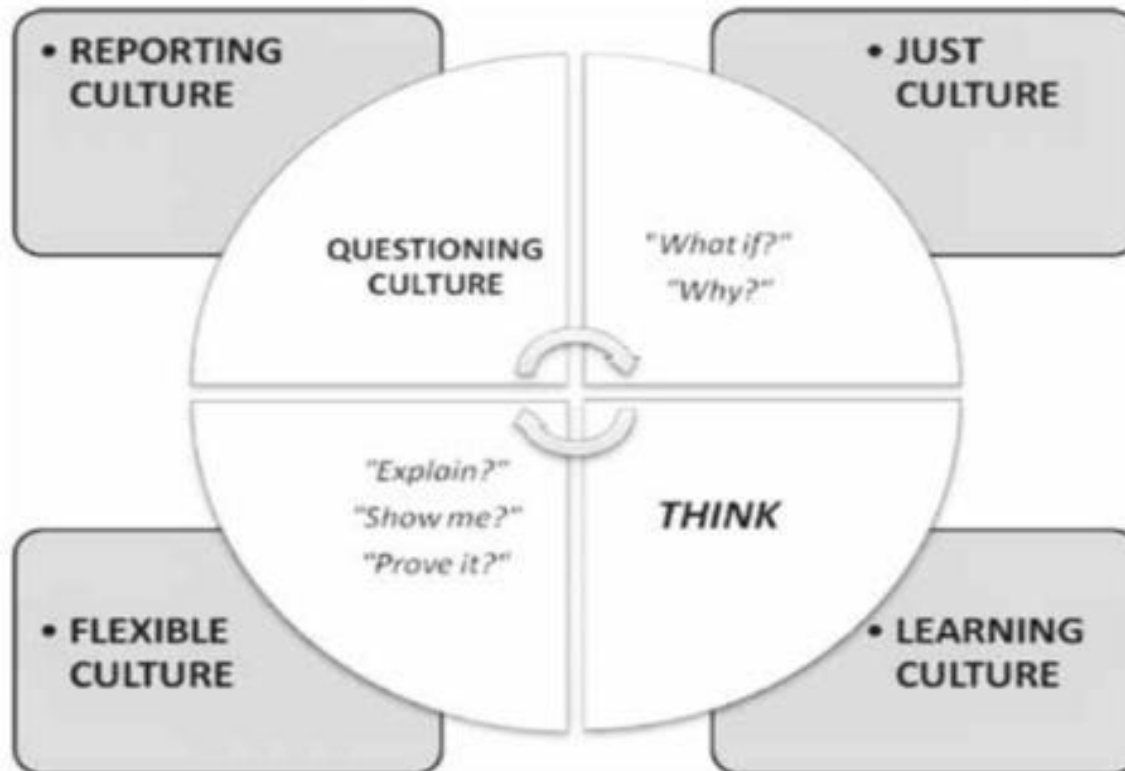 • REPORTING
CULTURE
• JUST
CULTURE
QUESTIONING
CULTURE
"What if?"
"Why?"
"Explain?"
"Show me?"
"Prove it?"
THINK
• FLEXIBLE
CULTURE
• LEARNING
CULTURE